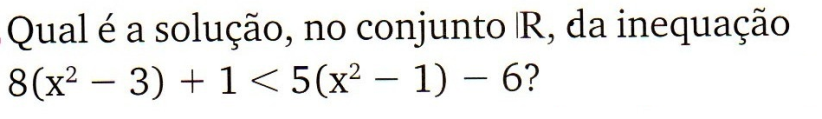 Qual é a solução, no conjunto ℝ, da inequação
8(x² − 3) + 1 < 5(x² − 1) − 6?